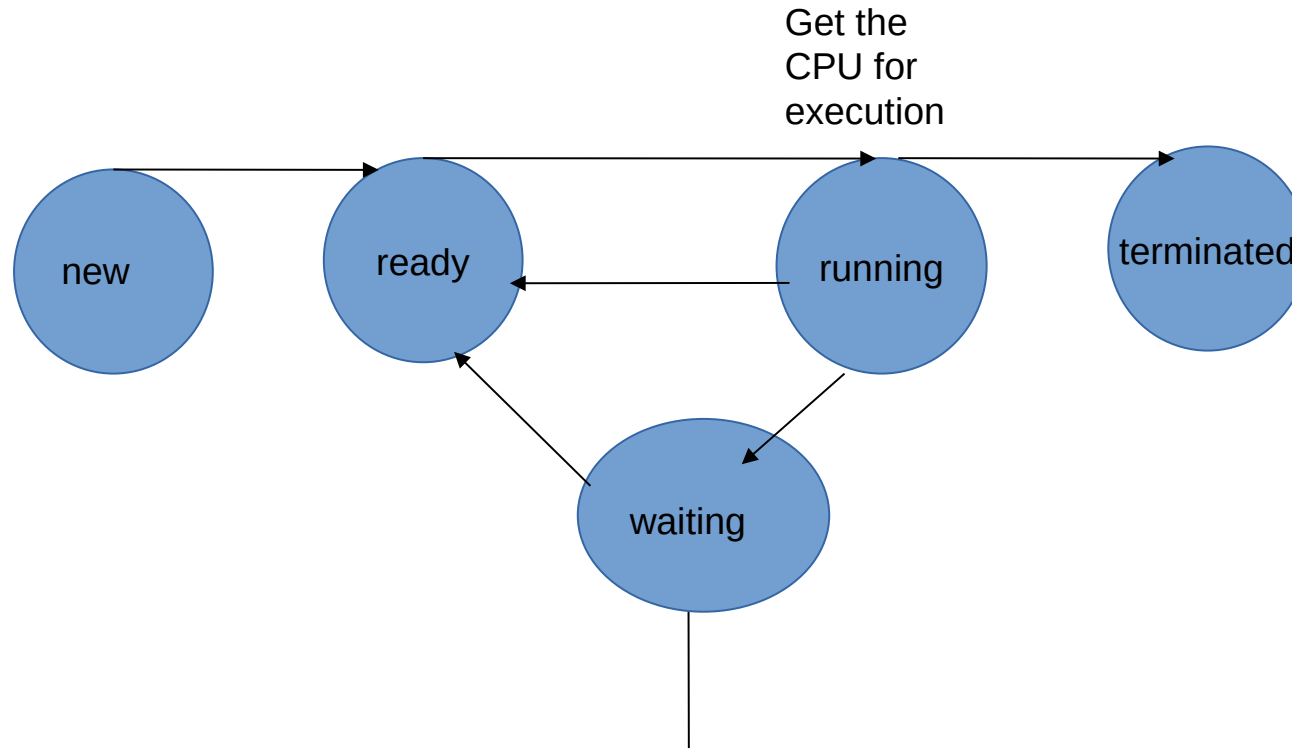 Get the
CPU for
execution
new
ready
running
terminated
waiting